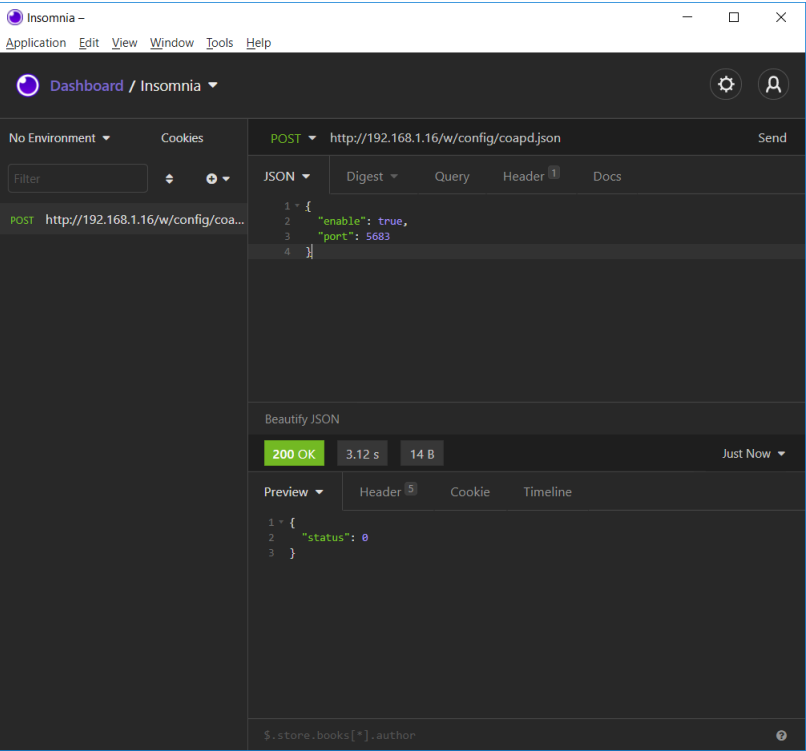 Insomnia –
Application Edit View Window Tools Help
Dashboard / Insomnia
No Environment Cookies
POST http://192.168.1.16/w/config/coapd.json Send
Filter
JSON Digest Query Header 1 Docs
POST http://192.168.1.16/w/config/coa...
1 {
2 "enable": true,
3 "port": 5683
4 }
Beautify JSON
200 OK 3.12 s 14 B Just Now
Preview Header 5 Cookie Timeline
1 {
2 "status": 0
3 }
$.store.books[*].author